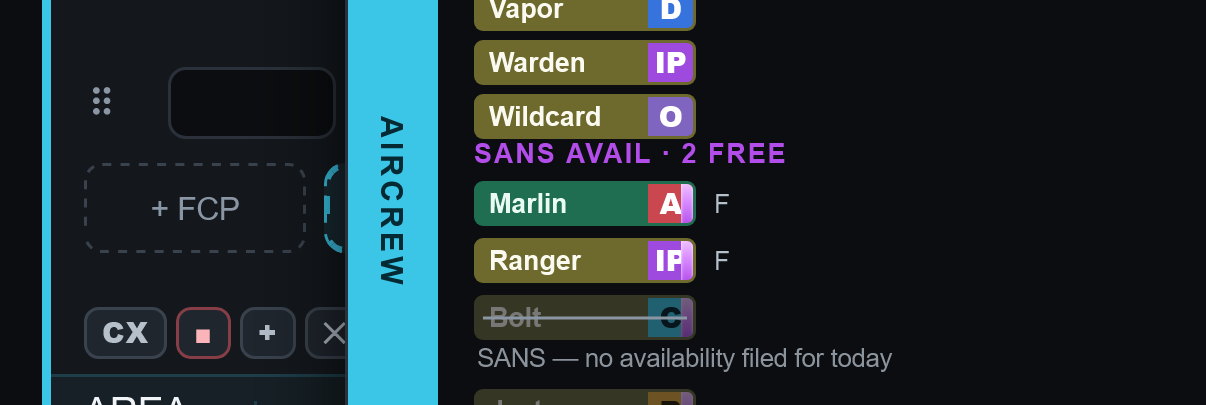 Vapor D
Warden IP
Wildcard O
SANS AVAIL · 2 FREE
Marlin A F
Ranger IP F
Bolt C
SANS — no availability filed for today
AIRCREW
+ FCP
CX ■ + ×
AREA